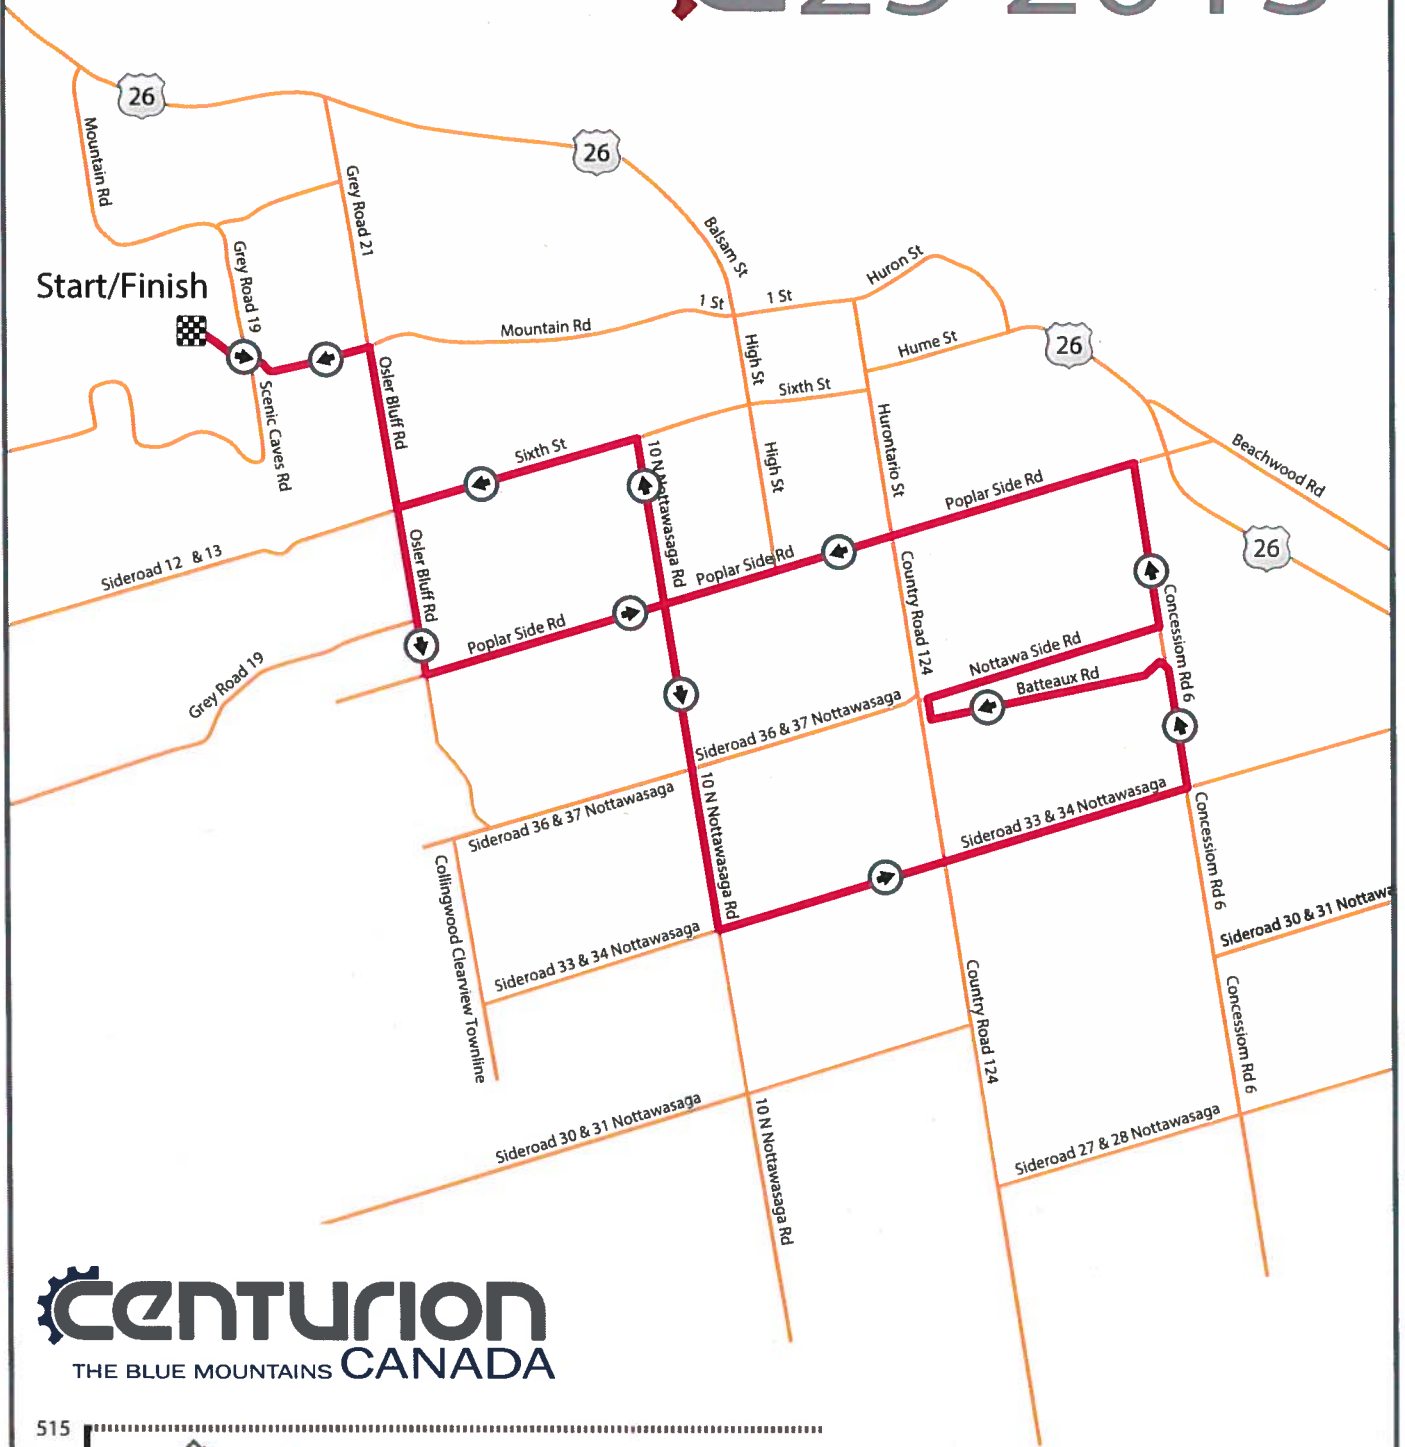 C25 2013
26
26
Mountain Rd
Grey Road 21
Balsam St
Grey Road 19
Huron St
Start/Finish
1 St
1 St
Mountain Rd
High St
Hume St
26
Osler Bluff Rd
Sixth St
Scenic Caves Rd
Hurontario St
Sixth St
10 N Nottawasaga Rd
High St
Beachwood Rd
Poplar Side Rd
26
Sideroad 12 & 13
Osler Bluff Rd
Poplar Side Rd
Country Road 124
Concessiom Rd 6
Poplar Side Rd
Nottawa Side Rd
Grey Road 19
Batteaux Rd
Sideroad 36 & 37 Nottawasaga
Sideroad 36 & 37 Nottawasaga
10 N Nottawasaga Rd
Sideroad 33 & 34 Nottawasaga
Concessiom Rd 6
Collingwood Clearview Townline
Sideroad 30 & 31 Nottawa
Sideroad 33 & 34 Nottawasaga
Country Road 124
Concessiom Rd 6
Sideroad 30 & 31 Nottawasaga
10 N Nottawasaga Rd
Sideroad 27 & 28 Nottawasaga
CENTURION
THE BLUE MOUNTAINS CANADA
515